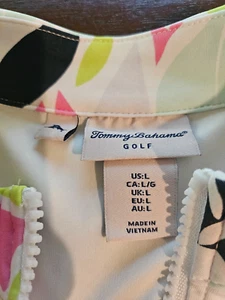 Tommy Bahama
GOLF
US:L
CA:L/G
UK:L
EU:L
AU:L
MADE IN
VIETNAM